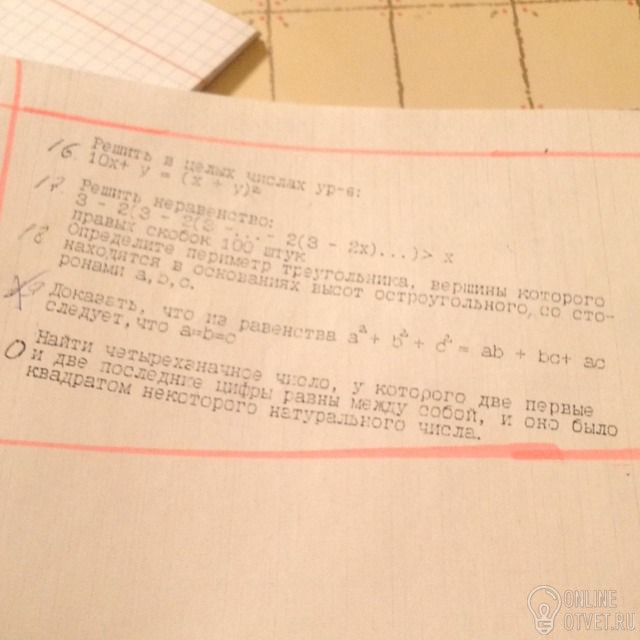 16. Решить в целых числах ур-е:
10x+ y = (x + y)²
17 Решить неравенство:
3 - 2(3 - 2(3 -... - 2(3 - 2x)...)> x
правых скобок 100 штук
18 Определите периметр треугольника, вершины которого
находятся в основаниях высот остроугольного, со сто-
ронами a,b,c.
Доказать, что из равенства a² + b² + c² = ab + bc+ ac
следует, что a=b=c
0 Найти четырехзначное число, у которого две первые
и две последние цифры равны между собой, и оно было
квадратом некоторого натурального числа.
ONLINE
OTVET.RU